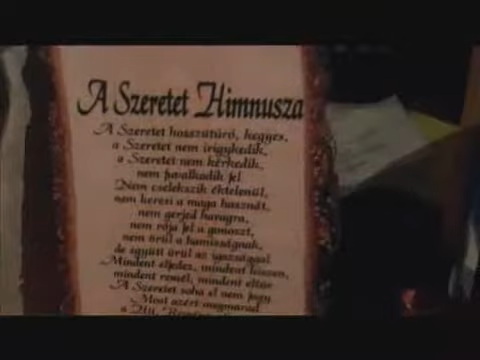 A Szeretet Himnusza
A Szeretet hosszútűrő, kegyes,
a Szeretet nem irigykedik,
a Szeretet nem kérkedik,
nem fuvalkodik fel
Nem cselekszik éktelenül,
nem keresi a maga hasznát,
nem gerjed haragra,
nem rója fel a gonoszt,
nem örül a hamisságnak,
de együtt örül az igazsággal
Mindent elfedez, mindent hiszen,
mindent remél, mindent eltűr
A Szeretet soha el nem fogy
Most azért megmarad
a Hit,